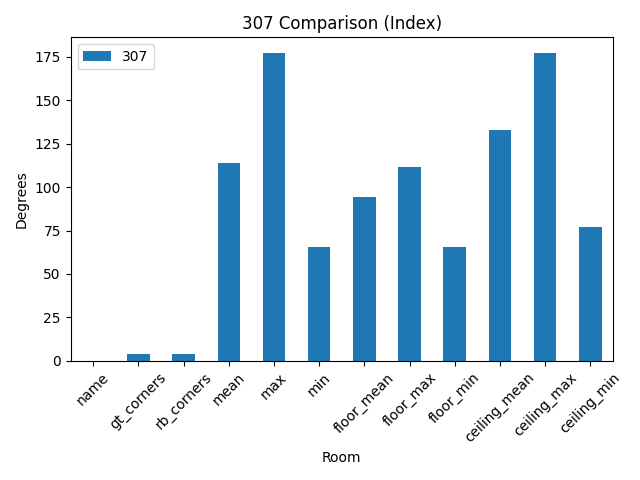 307 Comparison (Index)
307
Degrees
175
150
125
100
75
50
25
0
name
gt_corners
rb_corners
mean
max
min
floor_mean
floor_max
floor_min
ceiling_mean
ceiling_max
ceiling_min
Room